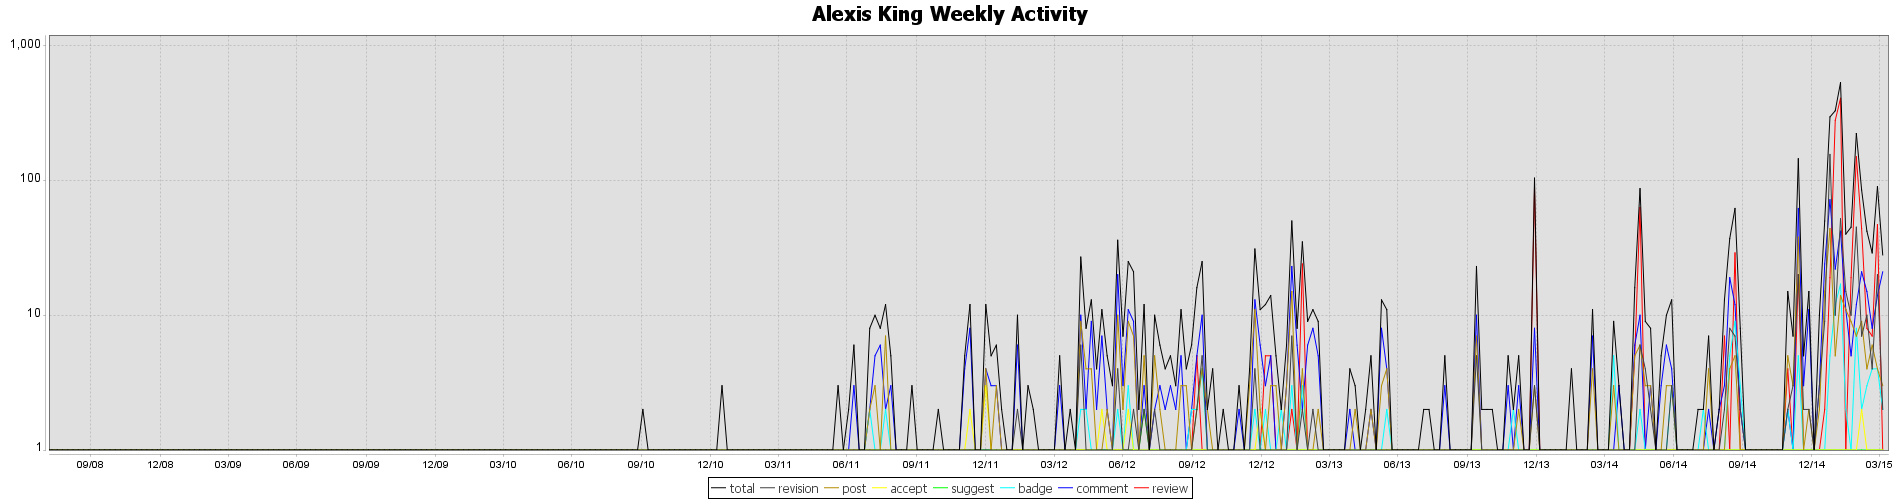 Alexis King Weekly Activity
1,000
100
10
1
09/08 12/08 03/09 06/09 09/09 12/09 03/10 06/10 09/10 12/10 03/11 06/11 09/11 12/11 03/12 06/12 09/12 12/12 03/13 06/13 09/13 12/13 03/14 06/14 09/14 12/14 03/15
total revision post accept suggest badge comment review